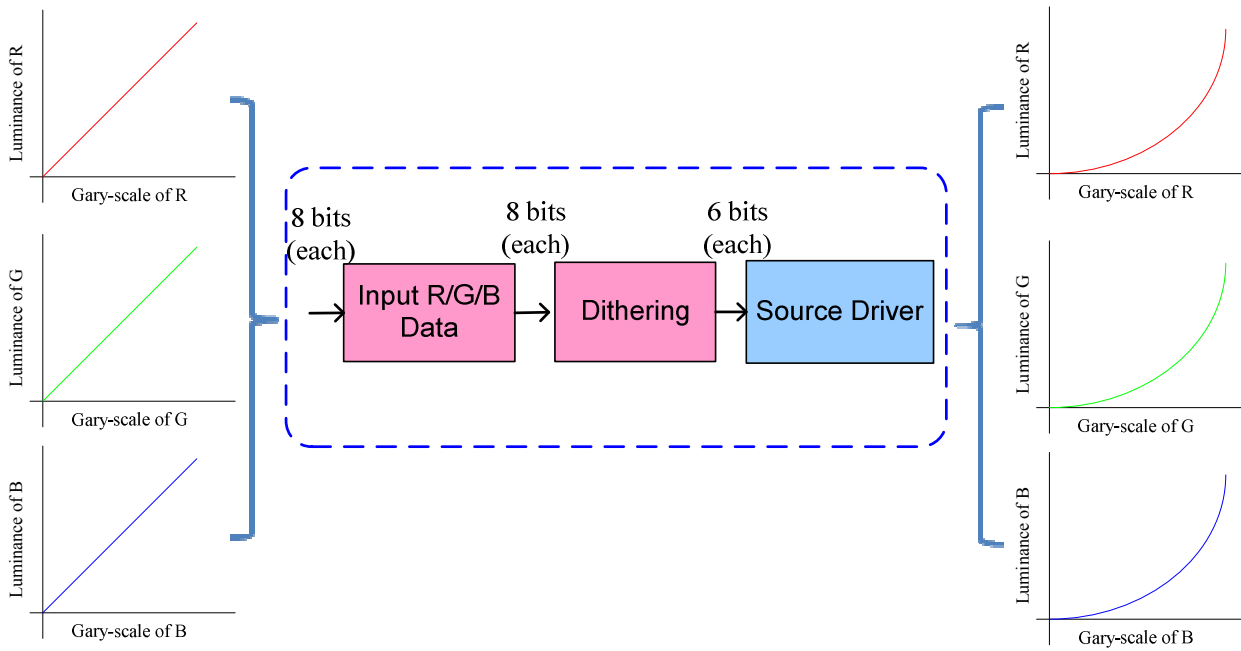 Luminance of R
Gary-scale of R
Luminance of G
Gary-scale of G
Luminance of B
Gary-scale of B
8 bits
(each)
Input R/G/B
Data
8 bits
(each)
Dithering
6 bits
(each)
Source Driver
Luminance of R
Gary-scale of R
Luminance of G
Gary-scale of G
Luminance of B
Gary-scale of B